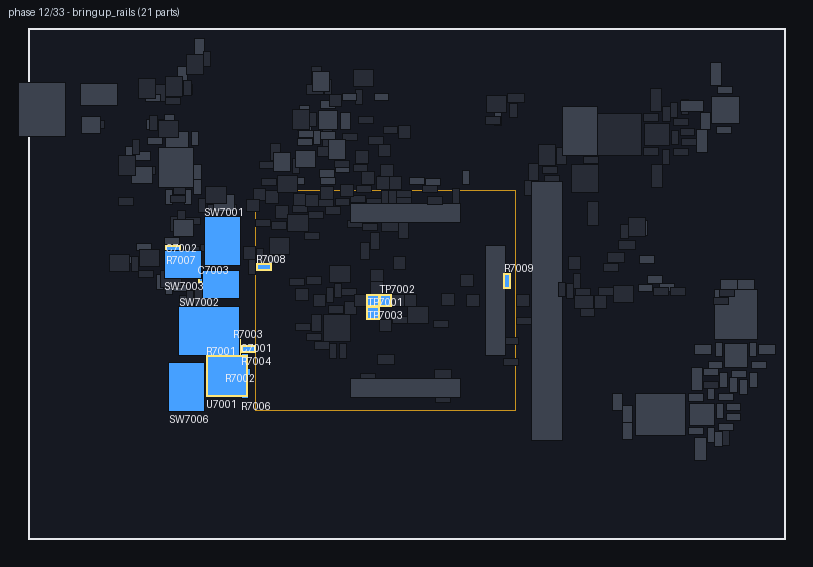 phase 12/33 - bringup_rails (21 parts)
SW7001
C7002
R7007
R7008
C7003
R7009
SW7003
TP7002
SW7002
TP7001
TP7003
R7003
R7001
C7001
R7004
R7002
U7001
R7006
SW7006